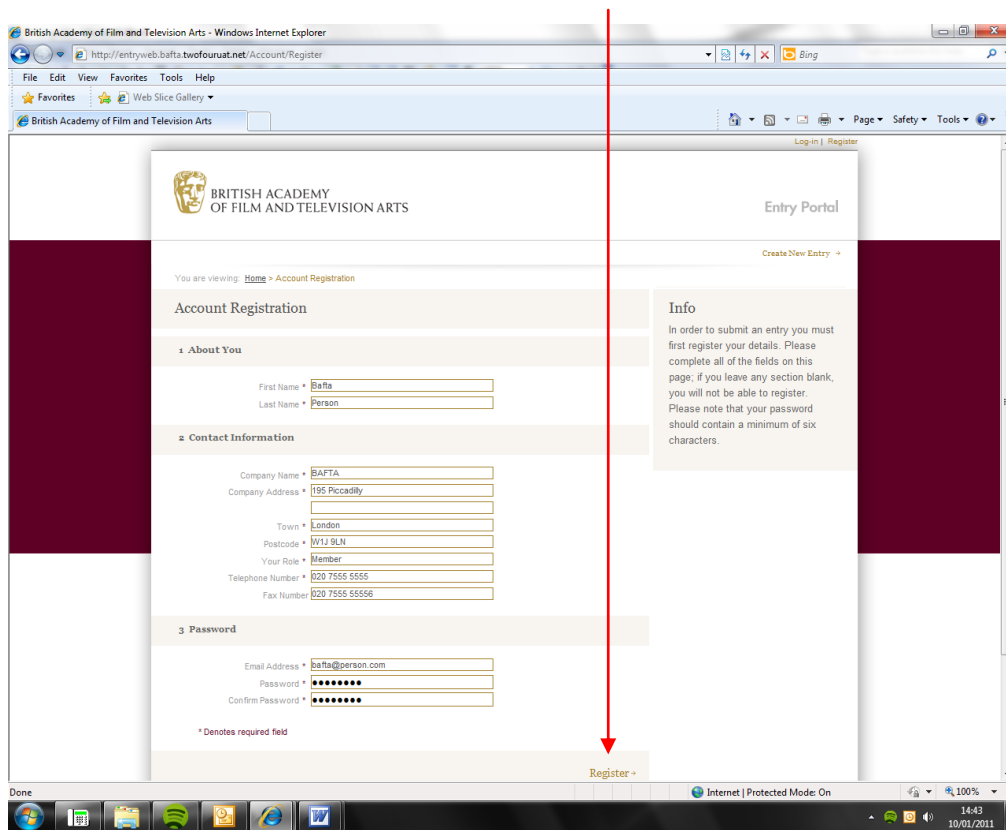 British Academy of Film and Television Arts - Windows Internet Explorer
http://entryweb.bafta.twofouruat.net/Account/Register
Bing
File Edit View Favorites Tools Help
Favorites Web Slice Gallery
British Academy of Film and Television Arts
Page Safety Tools
Log-in | Register
BRITISH ACADEMY
OF FILM AND TELEVISION ARTS
Entry Portal
Create New Entry →
You are viewing: Home > Account Registration
Account Registration
1 About You
First Name * Bafta
Last Name * Person
2 Contact Information
Company Name * BAFTA
Company Address * 195 Piccadilly
Town * London
Postcode * W1J 9LN
Your Role * Member
Telephone Number * 020 7555 5555
Fax Number 020 7555 55556
3 Password
Email Address * bafta@person.com
Password * ●●●●●●●●
Confirm Password * ●●●●●●●●
* Denotes required field
Register →
Info
In order to submit an entry you must
first register your details. Please
complete all of the fields on this
page; if you leave any section blank,
you will not be able to register.
Please note that your password
should contain a minimum of six
characters.
Done
Internet | Protected Mode: On
100%
14:43
10/01/2011